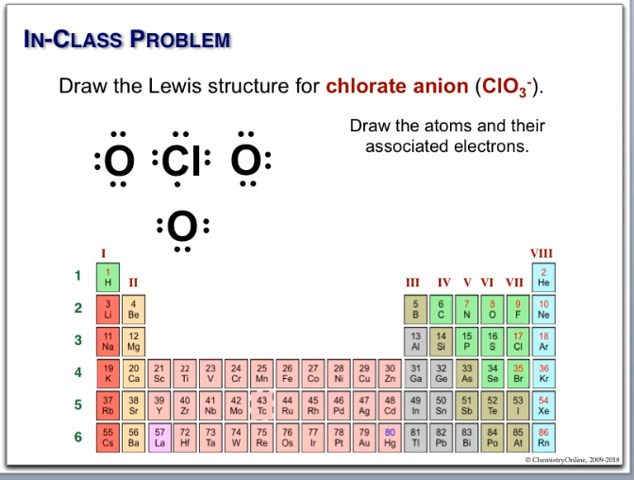 IN-CLASS PROBLEM
Draw the Lewis structure for chlorate anion (ClO3-).
Draw the atoms and their
associated electrons.
O Cl O
O
I VIII
1 1 2
H II III IV V VI VII He
2 3 4 5 6 7 8 9 10
Li Be B C N O F Ne
3 11 12 13 14 15 16 17 18
Na Mg Al Si P S Cl Ar
4 19 20 21 22 23 24 25 26 27 28 29 30 31 32 33 34 35 36
K Ca Sc Ti V Cr Mn Fe Co Ni Zn Ga Ge As Se Br Kr
5 37 38 39 40 41 42 43 44 45 46 47 48 49 50 51 52 53 54
Rb Sr Y Zr Nb Mo Tc Ru Rh Pd Ag Cd In Sn Sb Te I Xe
6 55 56 57 72 73 74 75 76 77 78 79 80 81 82 83 84 85 86
Cs Ba La Hf Ta W Re Os Ir Pt Au Hg Tl Pb Bi Po At Rn
© ChemistryOnline, 2009-2018